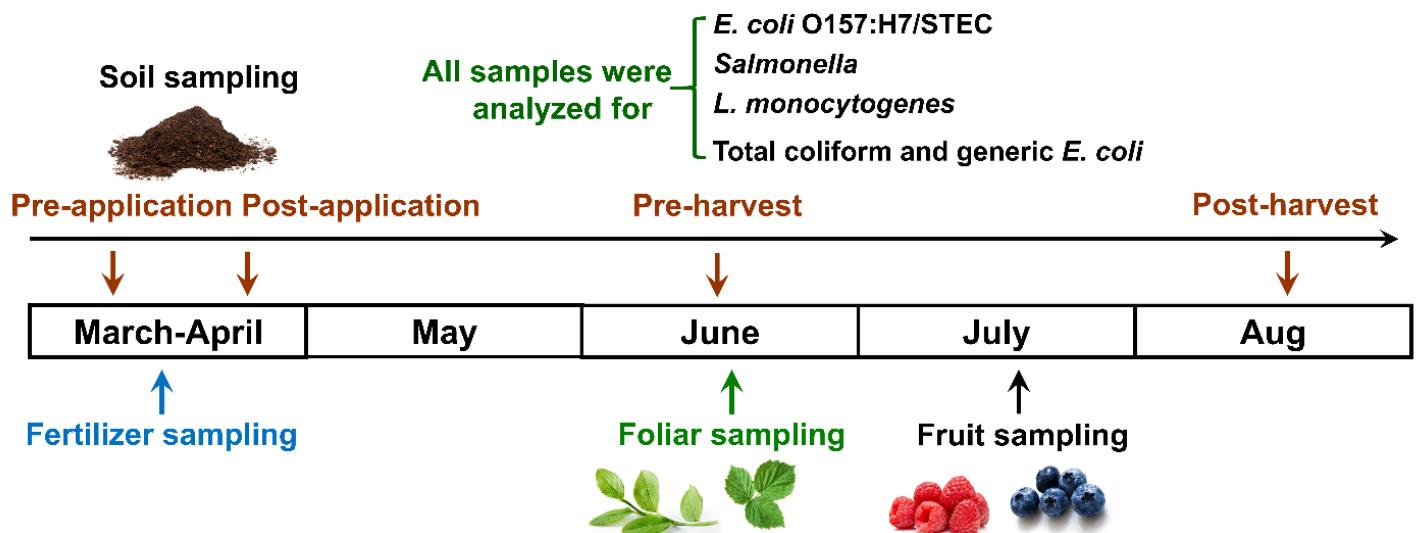 Soil sampling
All samples were
analyzed for
E. coli O157:H7/STEC
Salmonella
L. monocytogenes
Total coliform and generic E. coli
Pre-application Post-application Pre-harvest Post-harvest
March-April May June July Aug
Fertilizer sampling Foliar sampling Fruit sampling